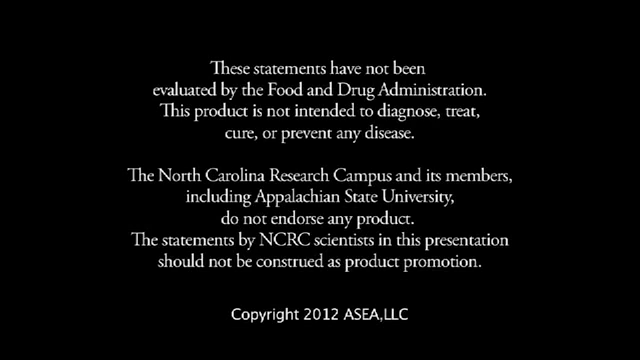 These statements have not been
evaluated by the Food and Drug Administration.
This product is not intended to diagnose, treat,
cure, or prevent any disease.
The North Carolina Research Campus and its members,
including Appalachian State University,
do not endorse any product.
The statements by NCRC scientists in this presentation
should not be construed as product promotion.
Copyright 2012 ASEA,LLC